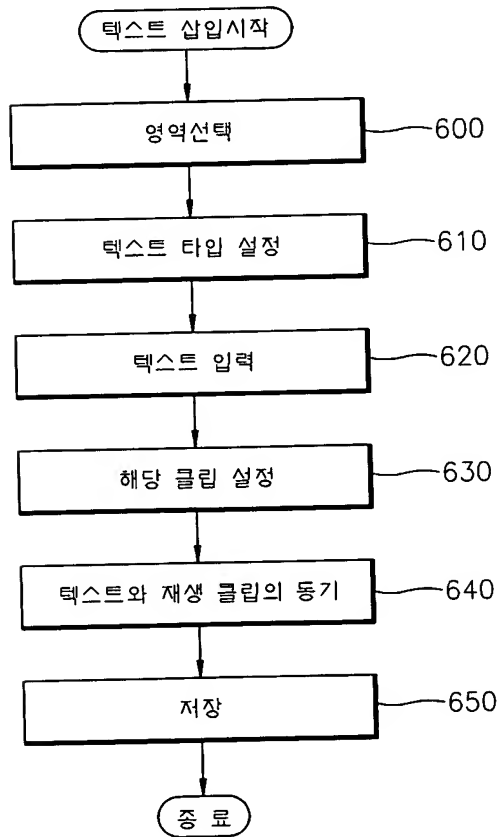 텍스트 삽입시작
영역선택
600
텍스트 타입 설정
610
텍스트 입력
620
해당 클립 설정
630
텍스트와 재생 클립의 동기
640
저장
650
종 료